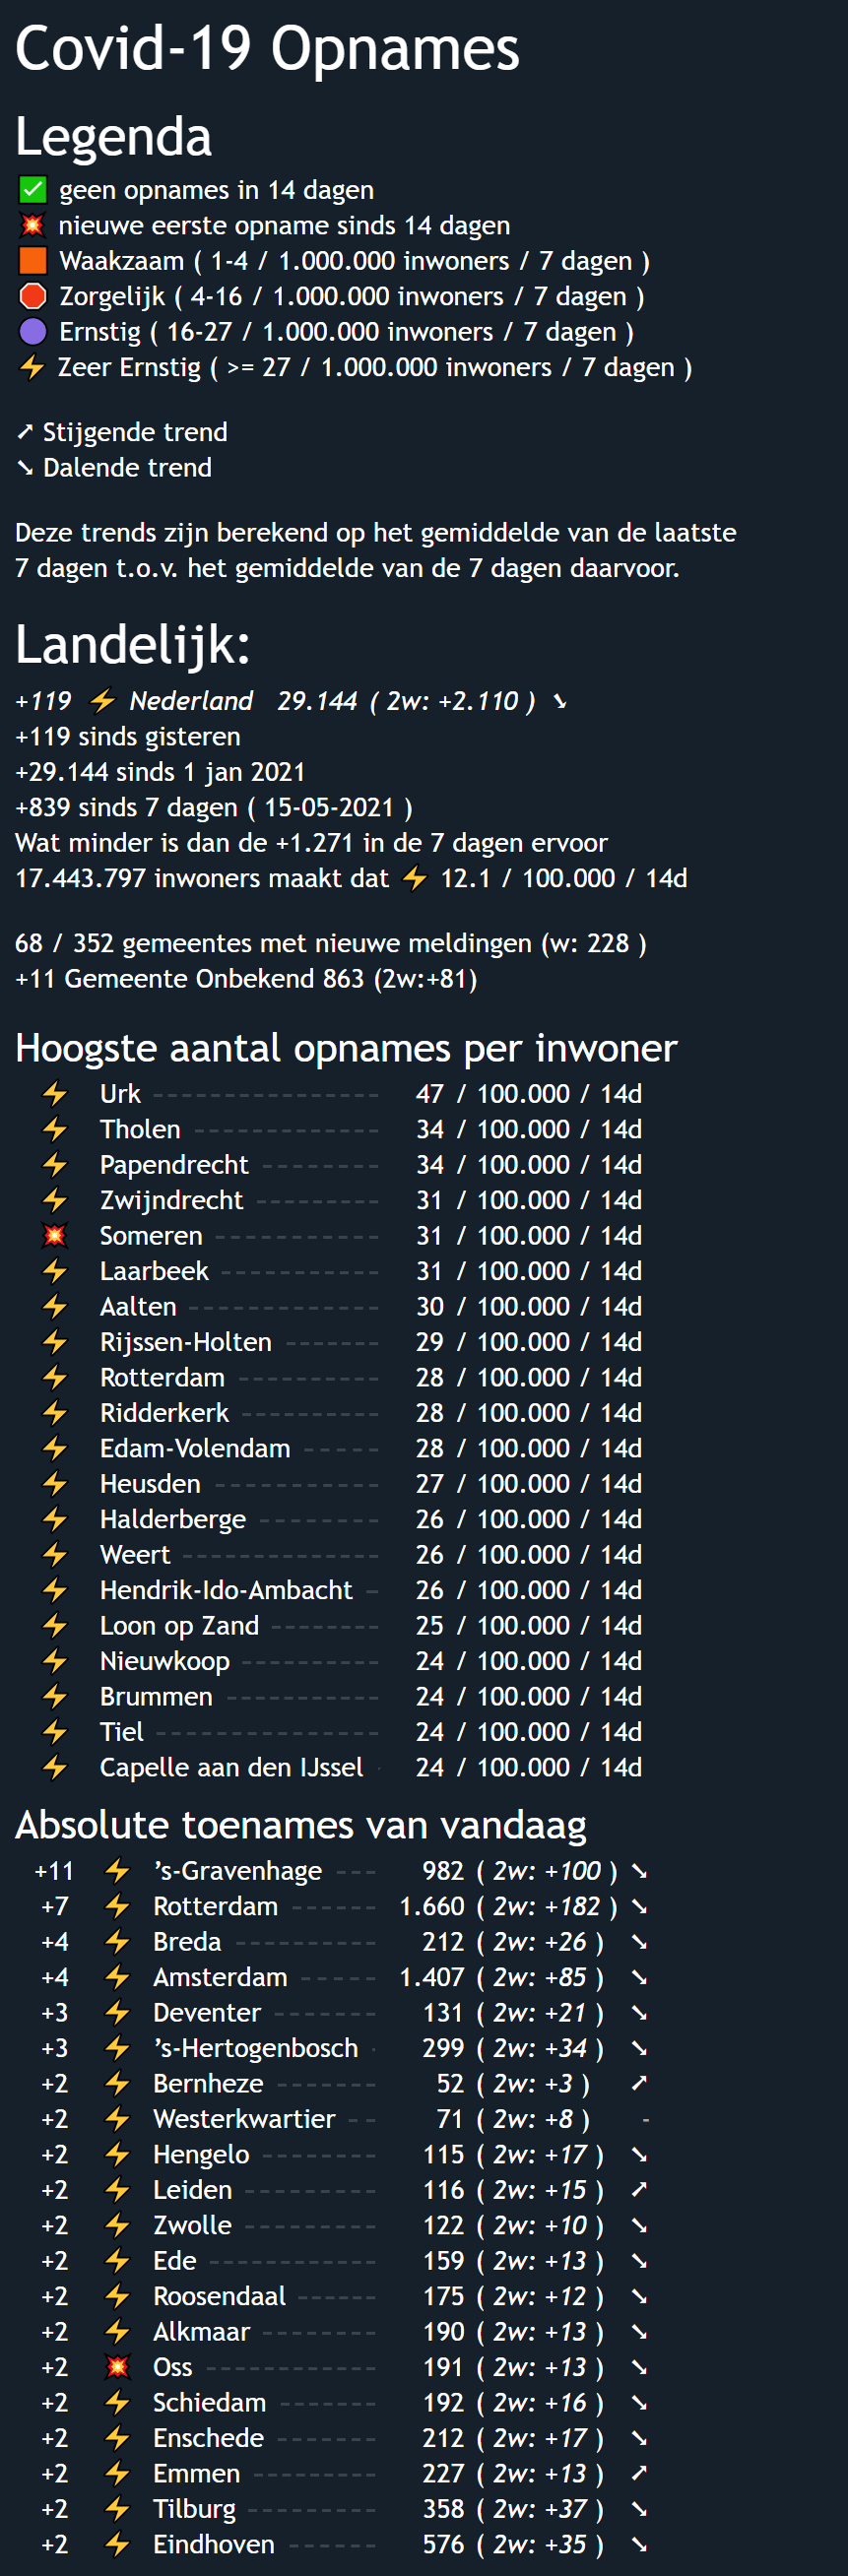 Covid-19 Opnames
Legenda
✅ geen opnames in 14 dagen
💥 nieuwe eerste opname sinds 14 dagen
🟧 Waakzaam ( 1-4 / 1.000.000 inwoners / 7 dagen )
🛑 Zorgelijk ( 4-16 / 1.000.000 inwoners / 7 dagen )
🟣 Ernstig ( 16-27 / 1.000.000 inwoners / 7 dagen )
⚡ Zeer Ernstig ( >= 27 / 1.000.000 inwoners / 7 dagen )
➚ Stijgende trend
➘ Dalende trend
Deze trends zijn berekend op het gemiddelde van de laatste
7 dagen t.o.v. het gemiddelde van de 7 dagen daarvoor.
Landelijk:
+119 ⚡ Nederland 29.144 ( 2w: +2.110 ) ➘
+119 sinds gisteren
+29.144 sinds 1 jan 2021
+839 sinds 7 dagen ( 15-05-2021 )
Wat minder is dan de +1.271 in de 7 dagen ervoor
17.443.797 inwoners maakt dat ⚡ 12.1 / 100.000 / 14d
68 / 352 gemeentes met nieuwe meldingen (w: 228 )
+11 Gemeente Onbekend 863 (2w:+81)
Hoogste aantal opnames per inwoner
⚡ Urk ---------------- 47 / 100.000 / 14d
⚡ Tholen ------------- 34 / 100.000 / 14d
⚡ Papendrecht -------- 34 / 100.000 / 14d
⚡ Zwijndrecht --------- 31 / 100.000 / 14d
💥 Someren ------------ 31 / 100.000 / 14d
⚡ Laarbeek ----------- 31 / 100.000 / 14d
⚡ Aalten -------------- 30 / 100.000 / 14d
⚡ Rijssen-Holten ------- 29 / 100.000 / 14d
⚡ Rotterdam ---------- 28 / 100.000 / 14d
⚡ Ridderkerk ---------- 28 / 100.000 / 14d
⚡ Edam-Volendam ----- 28 / 100.000 / 14d
⚡ Heusden ------------ 27 / 100.000 / 14d
⚡ Halderberge --------- 26 / 100.000 / 14d
⚡ Weert -------------- 26 / 100.000 / 14d
⚡ Hendrik-Ido-Ambacht - 26 / 100.000 / 14d
⚡ Loon op Zand -------- 25 / 100.000 / 14d
⚡ Nieuwkoop ---------- 24 / 100.000 / 14d
⚡ Brummen ----------- 24 / 100.000 / 14d
⚡ Tiel ---------------- 24 / 100.000 / 14d
⚡ Capelle aan den IJssel - 24 / 100.000 / 14d
Absolute toenames van vandaag
+11 ⚡ ’s-Gravenhage --- 982 ( 2w: +100 ) ➘
+7 ⚡ Rotterdam ------ 1.660 ( 2w: +182 ) ➘
+4 ⚡ Breda ---------- 212 ( 2w: +26 ) ➘
+4 ⚡ Amsterdam ----- 1.407 ( 2w: +85 ) ➘
+3 ⚡ Deventer ------- 131 ( 2w: +21 ) ➘
+3 ⚡ ’s-Hertogenbosch - 299 ( 2w: +34 ) ➘
+2 ⚡ Bernheze ------- 52 ( 2w: +3 ) ➚
+2 ⚡ Westerkwartier -- 71 ( 2w: +8 ) -
+2 ⚡ Hengelo -------- 115 ( 2w: +17 ) ➘
+2 ⚡ Leiden --------- 116 ( 2w: +15 ) ➚
+2 ⚡ Zwolle --------- 122 ( 2w: +10 ) ➘
+2 ⚡ Ede ------------ 159 ( 2w: +13 ) ➘
+2 ⚡ Roosendaal ------ 175 ( 2w: +12 ) ➘
+2 ⚡ Alkmaar -------- 190 ( 2w: +13 ) ➘
+2 💥 Oss ------------ 191 ( 2w: +13 ) ➘
+2 ⚡ Schiedam ------- 192 ( 2w: +16 ) ➘
+2 ⚡ Enschede ------- 212 ( 2w: +17 ) ➘
+2 ⚡ Emmen --------- 227 ( 2w: +13 ) ➚
+2 ⚡ Tilburg --------- 358 ( 2w: +37 ) ➘
+2 ⚡ Eindhoven ------ 576 ( 2w: +35 ) ➘